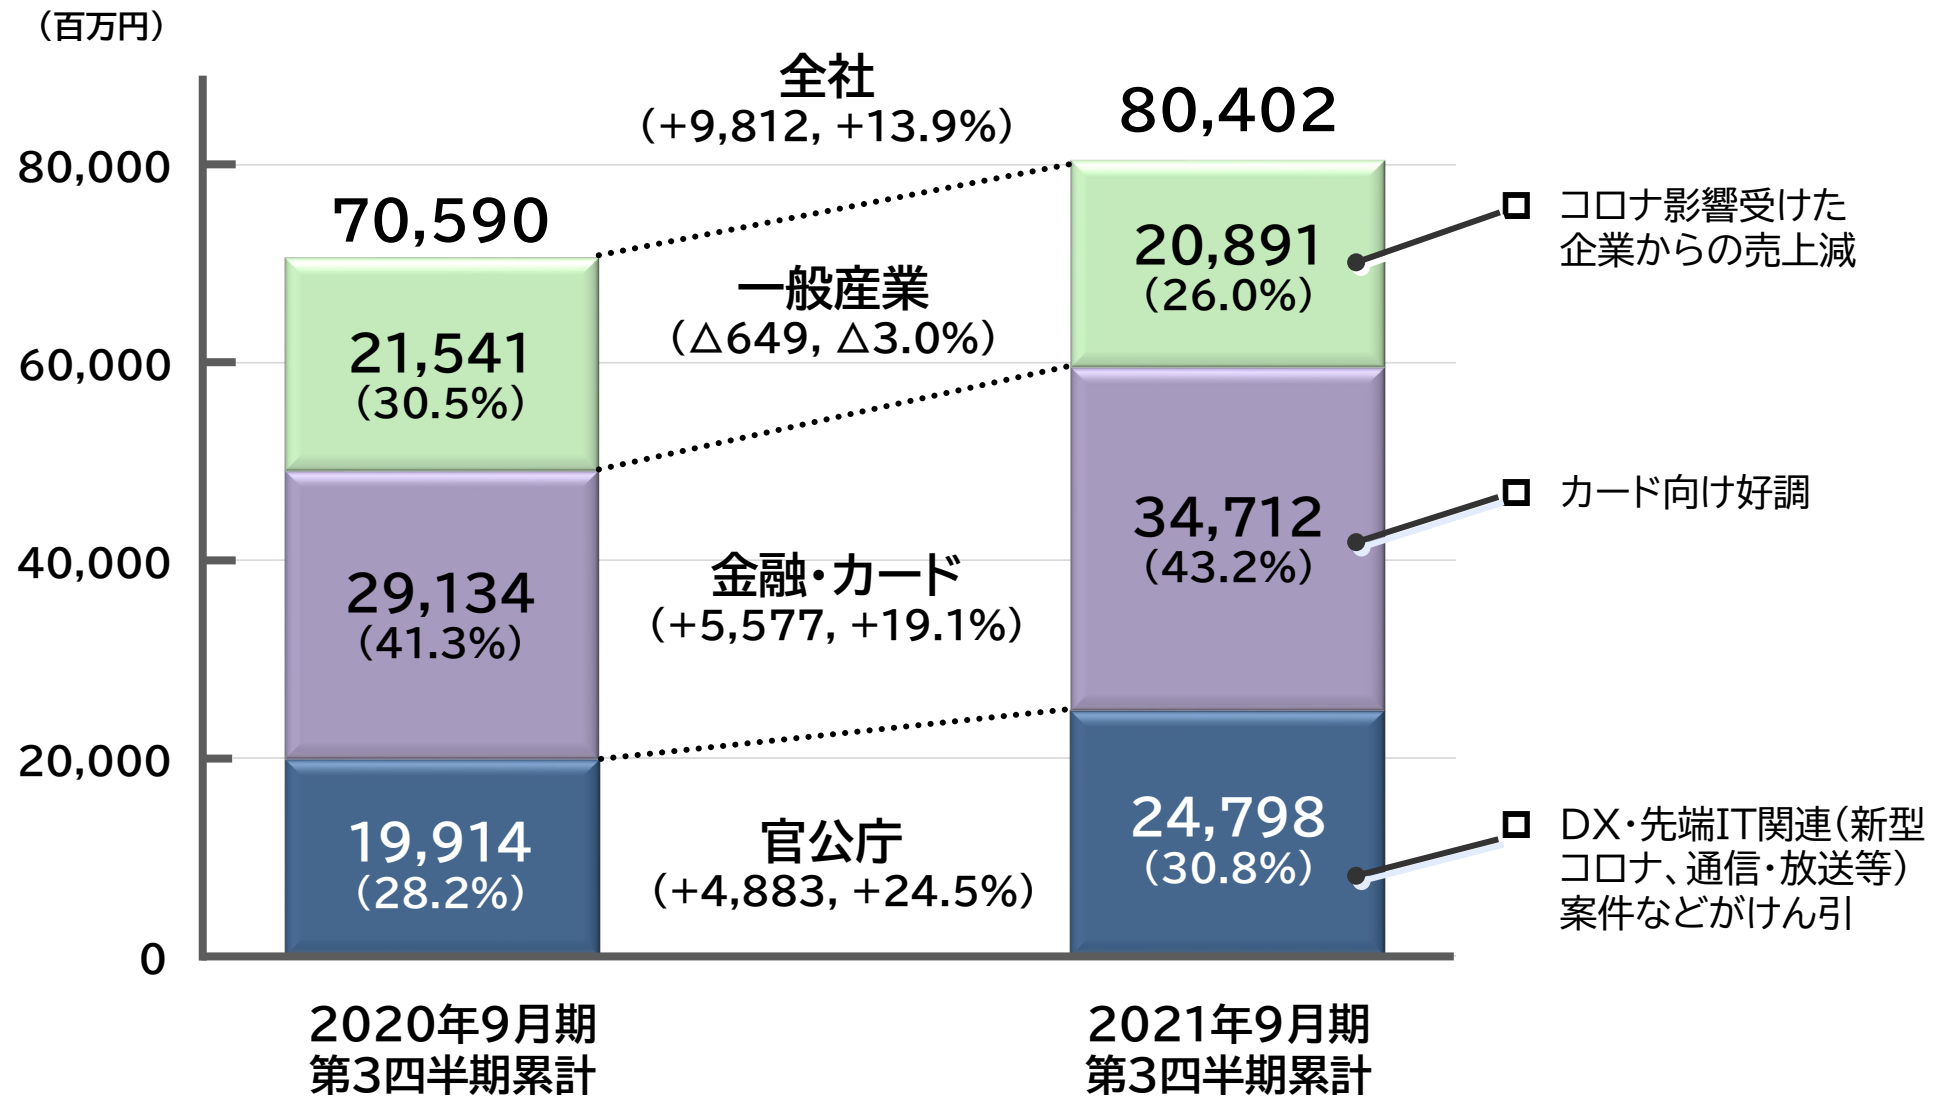 （百万円）
80,000
60,000
40,000
20,000
0
70,590
21,541
(30.5%)
29,134
(41.3%)
19,914
(28.2%)
2020年9月期
第3四半期累計
全社
(+9,812, +13.9%)
一般産業
(△649, △3.0%)
金融・カード
(+5,577, +19.1%)
官公庁
(+4,883, +24.5%)
80,402
20,891
(26.0%)
34,712
(43.2%)
24,798
(30.8%)
2021年9月期
第3四半期累計
コロナ影響受けた
企業からの売上減
カード向け好調
DX・先端IT関連（新型
コロナ、通信・放送等）
案件などがけん引